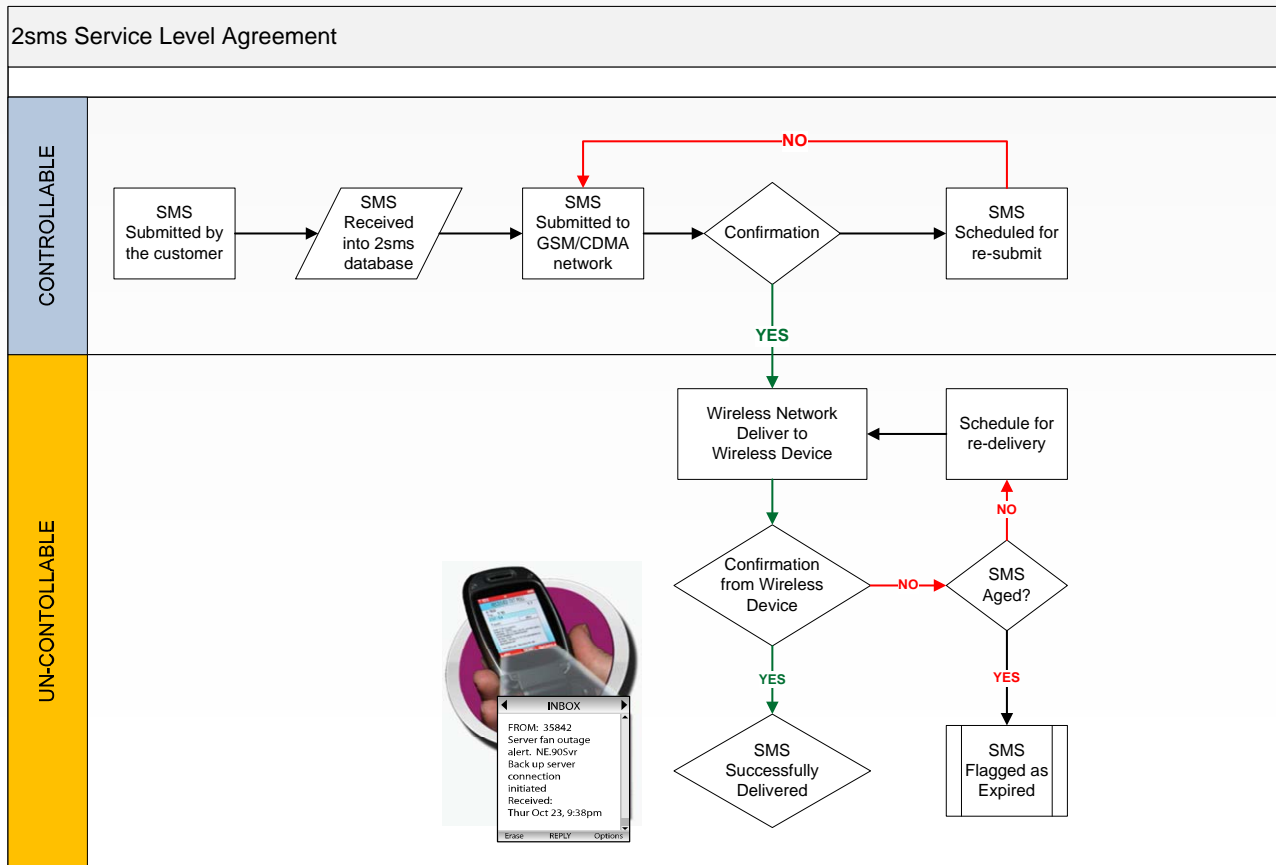 2sms Service Level Agreement
CONTROLLABLE
NO
SMS
Submitted by
the customer
SMS
Received
into 2sms
database
SMS
Submitted to
GSM/CDMA
network
Confirmation
SMS
Scheduled for
re-submit
YES
UN-CONTOLLABLE
Wireless Network
Deliver to
Wireless Device
Schedule for
re-delivery
NO
Confirmation
from Wireless
Device
NO
SMS
Aged?
YES
YES
SMS
Successfully
Delivered
SMS
Flagged as
Expired
INBOX
FROM: 35842
Server fan outage
alert. NE.90Svr
Back up server
connection
initiated
Received:
Thur Oct 23, 9:38pm
Erase REPLY Options